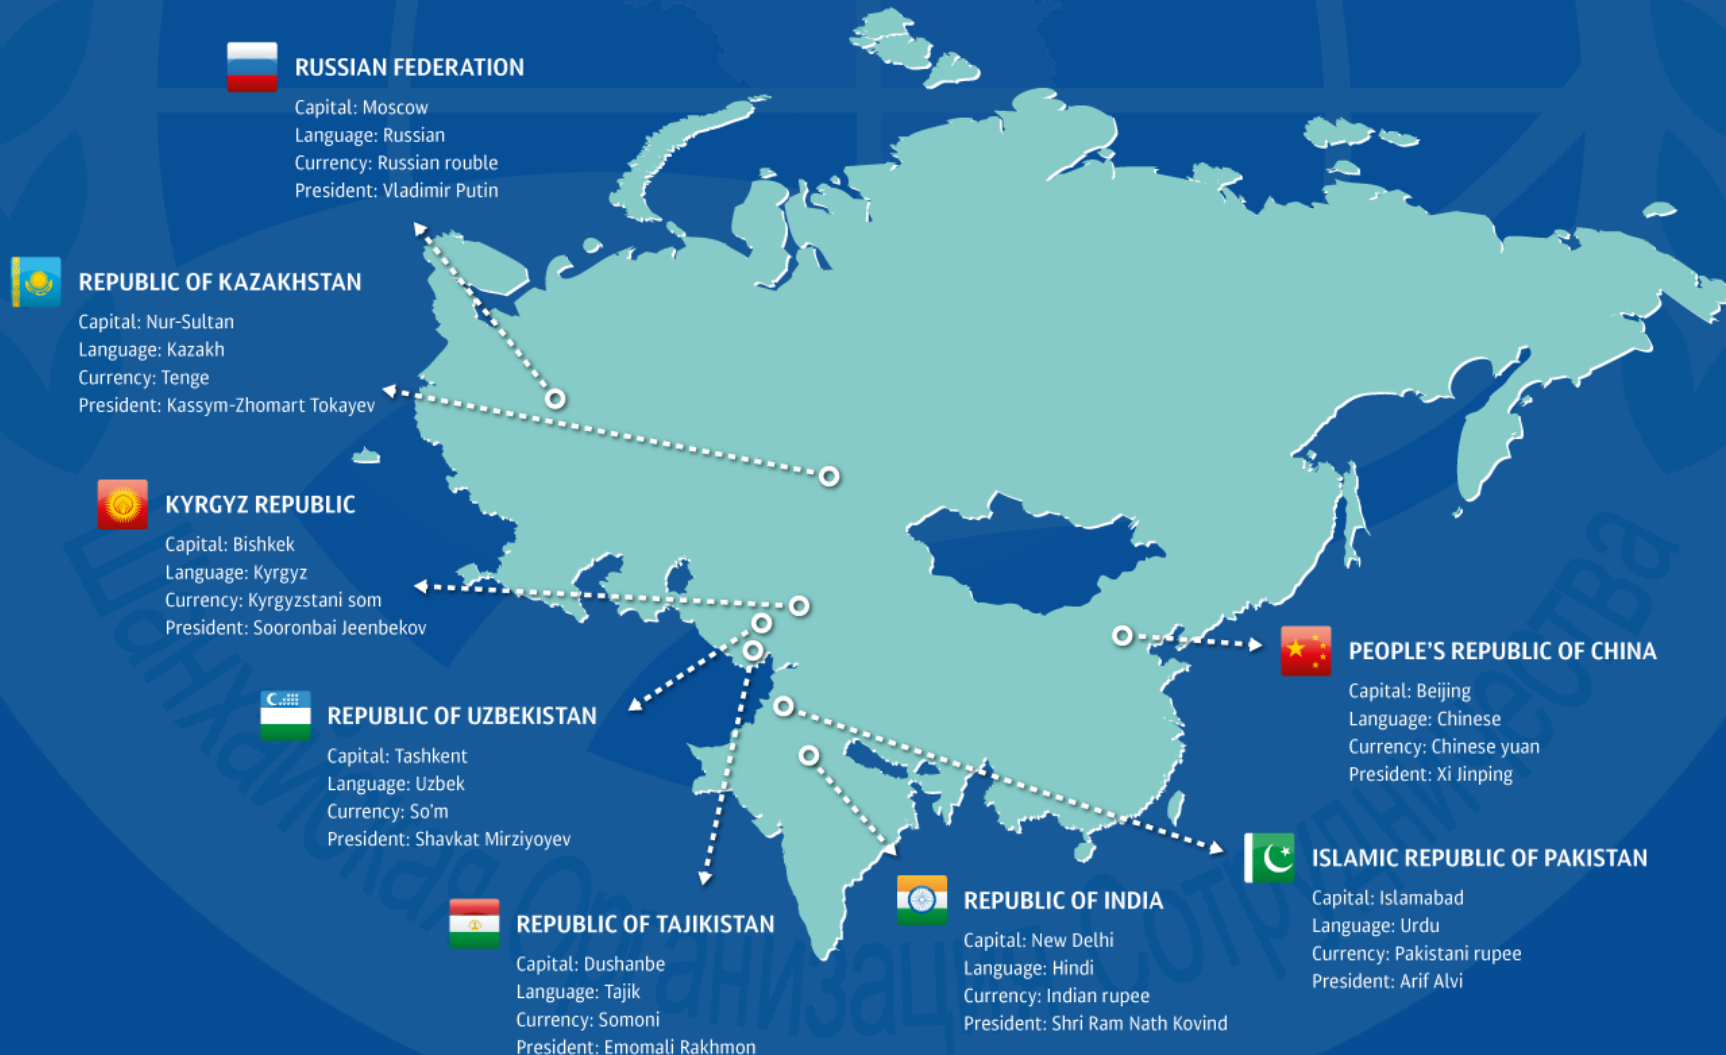 RUSSIAN FEDERATION
Capital: Moscow
Language: Russian
Currency: Russian rouble
President: Vladimir Putin
REPUBLIC OF KAZAKHSTAN
Capital: Nur-Sultan
Language: Kazakh
Currency: Tenge
President: Kassym-Zhomart Tokayev
KYRGYZ REPUBLIC
Capital: Bishkek
Language: Kyrgyz
Currency: Kyrgyzstani som
President: Sooronbai Jeenbekov
REPUBLIC OF UZBEKISTAN
Capital: Tashkent
Language: Uzbek
Currency: So'm
President: Shavkat Mirziyoyev
REPUBLIC OF TAJIKISTAN
Capital: Dushanbe
Language: Tajik
Currency: Somoni
President: Emomali Rakhmon
REPUBLIC OF INDIA
Capital: New Delhi
Language: Hindi
Currency: Indian rupee
President: Shri Ram Nath Kovind
PEOPLE'S REPUBLIC OF CHINA
Capital: Beijing
Language: Chinese
Currency: Chinese yuan
President: Xi Jinping
ISLAMIC REPUBLIC OF PAKISTAN
Capital: Islamabad
Language: Urdu
Currency: Pakistani rupee
President: Arif Alvi
Шанхайская Организация Сотрудничества